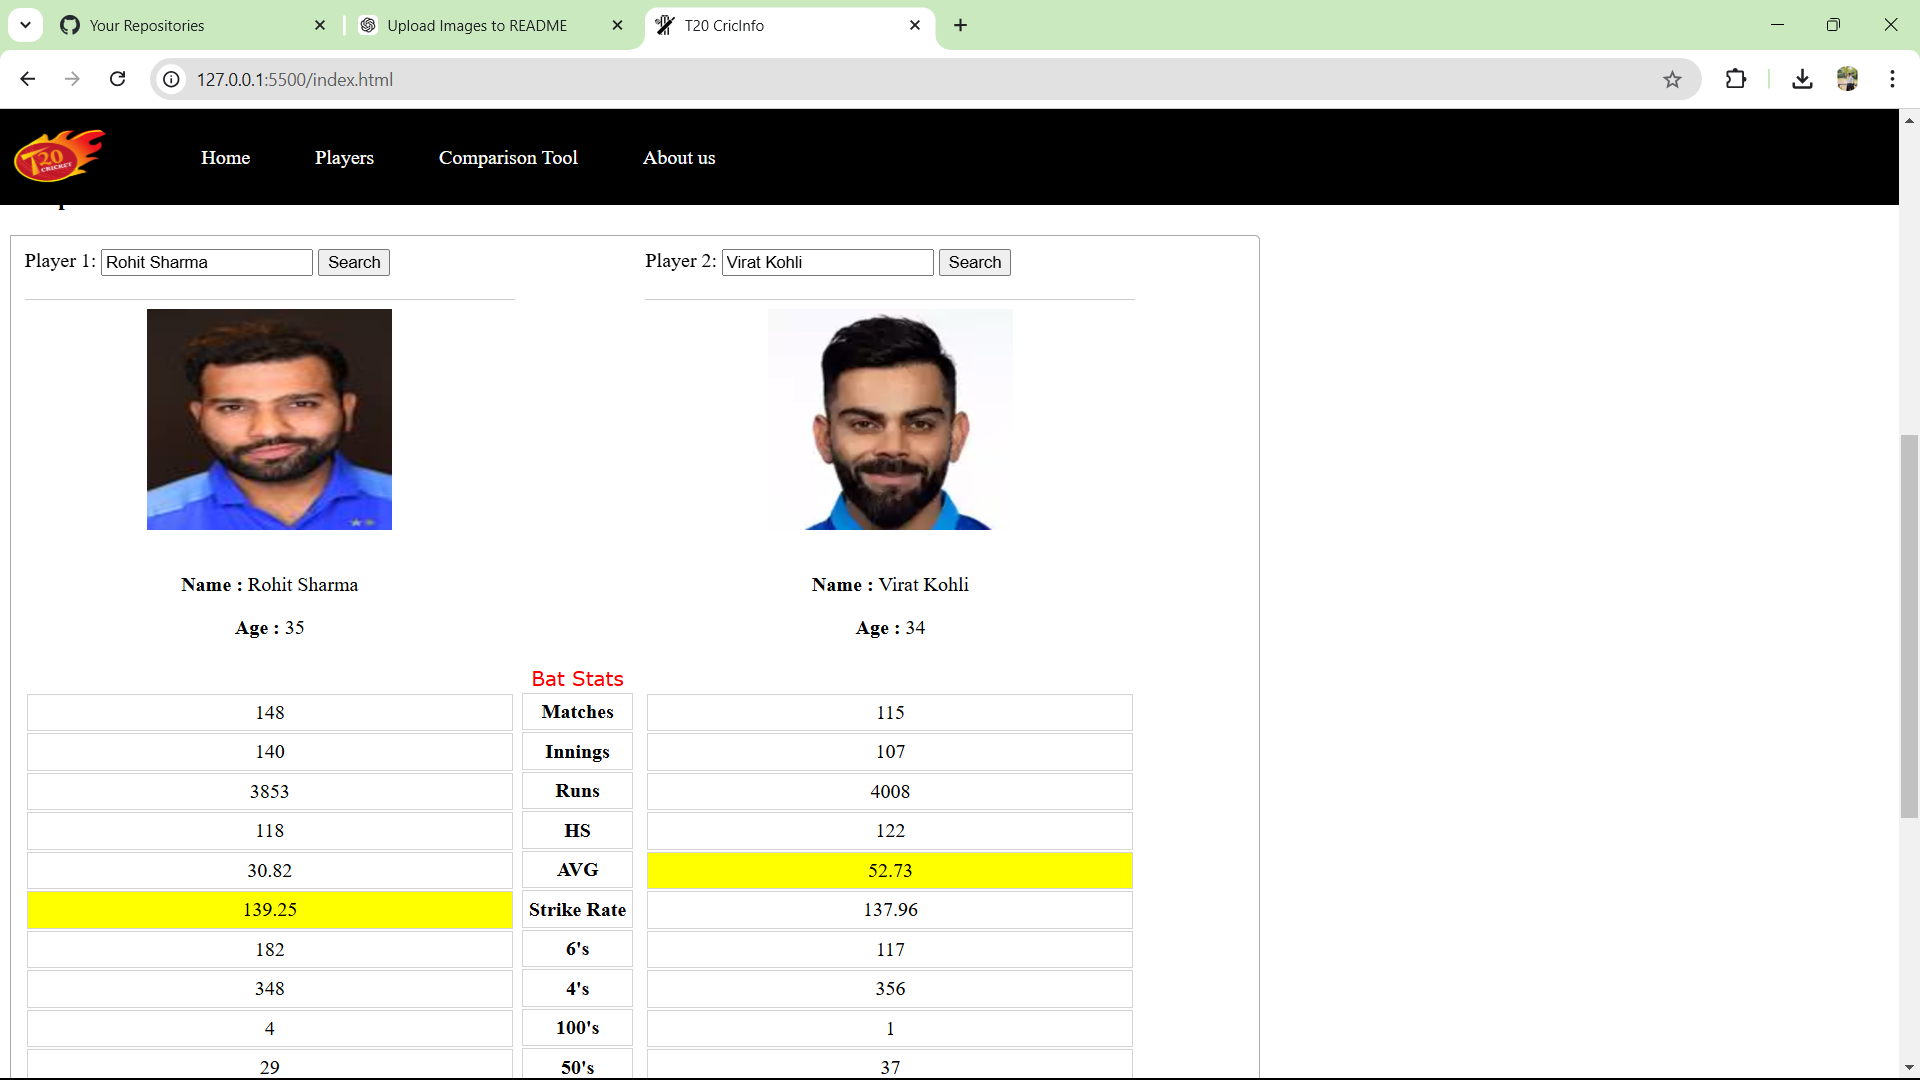 Your Repositories
Upload Images to README
T20 CricInfo
127.0.0.1:5500/index.html
T20
CRICKET
Home Players Comparison Tool About us
Player 1: Rohit Sharma Search Player 2: Virat Kohli Search
Name : Rohit Sharma Name : Virat Kohli
Age : 35 Age : 34
Bat Stats
148 Matches 115
140 Innings 107
3853 Runs 4008
118 HS 122
30.82 AVG 52.73
139.25 Strike Rate 137.96
182 6's 117
348 4's 356
4 100's 1
29 50's 37